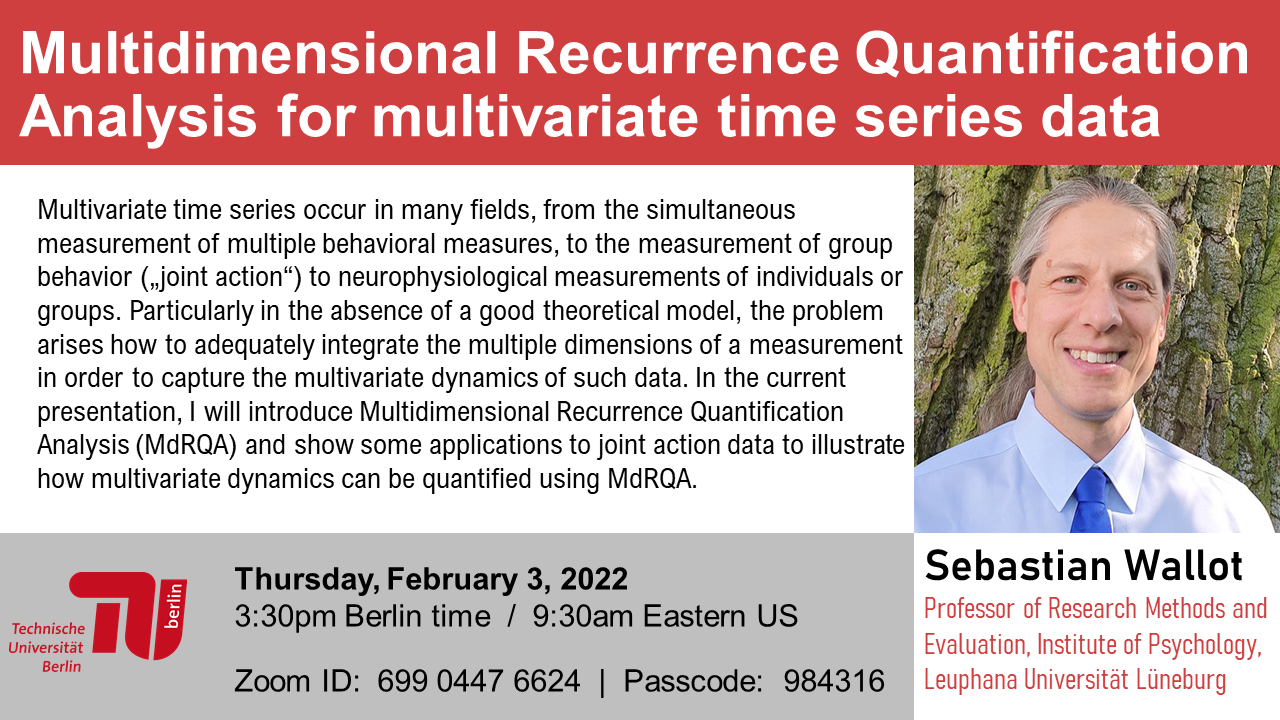 Multidimensional Recurrence Quantification
Analysis for multivariate time series data
Multivariate time series occur in many fields, from the simultaneous
measurement of multiple behavioral measures, to the measurement of group
behavior („joint action“) to neurophysiological measurements of individuals or
groups. Particularly in the absence of a good theoretical model, the problem
arises how to adequately integrate the multiple dimensions of a measurement
in order to capture the multivariate dynamics of such data. In the current
presentation, I will introduce Multidimensional Recurrence Quantification
Analysis (MdRQA) and show some applications to joint action data to illustrate
how multivariate dynamics can be quantified using MdRQA.
Technische
Universität
Berlin
berlin
Thursday, February 3, 2022
3:30pm Berlin time / 9:30am Eastern US
Zoom ID: 699 0447 6624 | Passcode: 984316
Sebastian Wallot
Professor of Research Methods and
Evaluation, Institute of Psychology,
Leuphana Universität Lüneburg